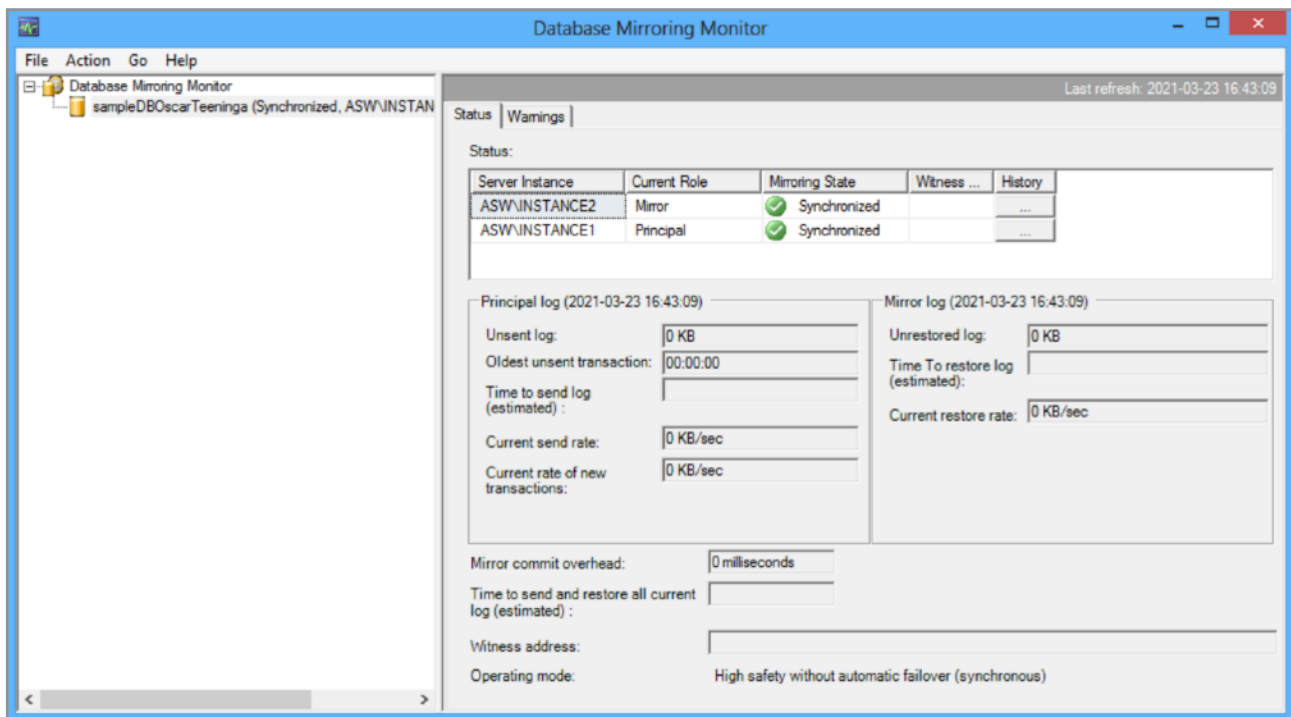 Database Mirroring Monitor
File Action Go Help
Database Mirroring Monitor
sampleDBOscarTeeninga (Synchronized, ASW\INSTAN
Last refresh: 2021-03-23 16:43:09
Status Warnings
Status:
Server Instance Current Role Mirroring State Witness ... History
ASW\INSTANCE2 Mirror Synchronized ...
ASW\INSTANCE1 Principal Synchronized ...
Principal log (2021-03-23 16:43:09)
Unsent log: 0 KB
Oldest unsent transaction: 00:00:00
Time to send log
(estimated) :
Current send rate: 0 KB/sec
Current rate of new 0 KB/sec
transactions:
Mirror log (2021-03-23 16:43:09)
Unrestored log: 0 KB
Time To restore log
(estimated):
Current restore rate: 0 KB/sec
Mirror commit overhead: 0 milliseconds
Time to send and restore all current
log (estimated) :
Witness address:
Operating mode: High safety without automatic failover (synchronous)